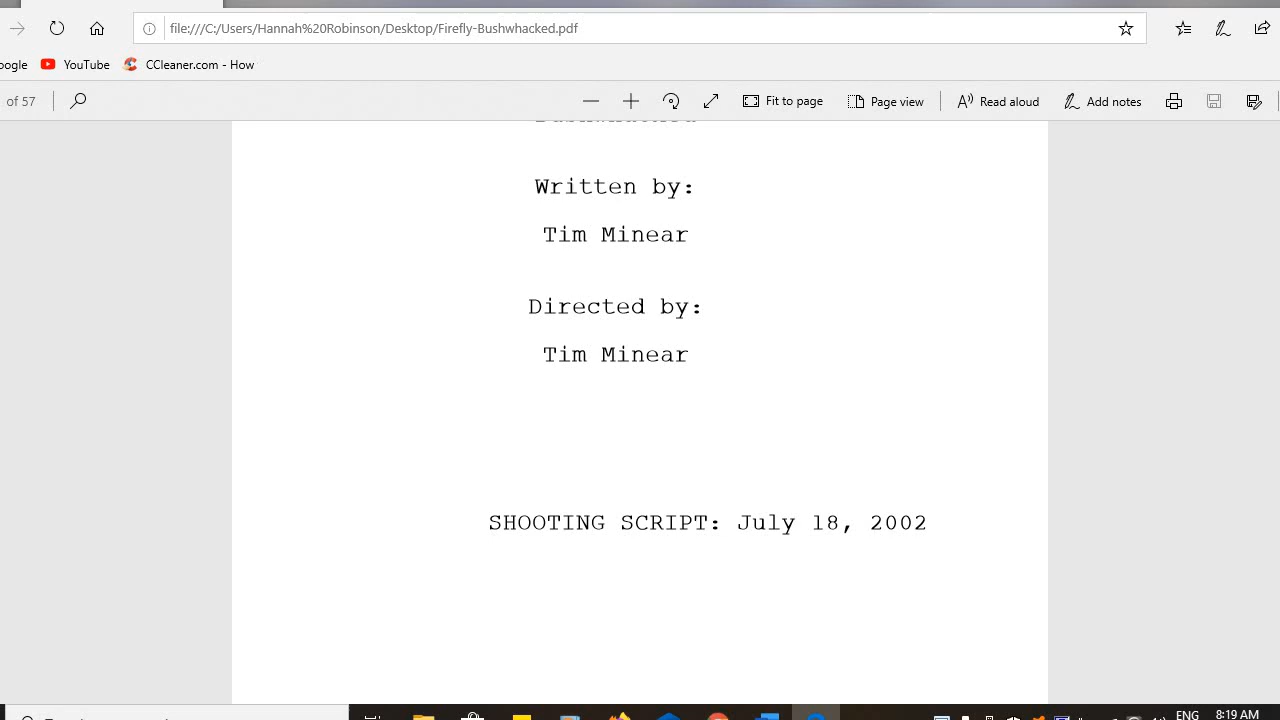 file:///C:/Users/Hannah%20Robinson/Desktop/Firefly-Bushwhacked.pdf
oogle YouTube CCleaner.com - How
of 57 Fit to page Page view Read aloud Add notes
Written by:
Tim Minear
Directed by:
Tim Minear
SHOOTING SCRIPT: July 18, 2002
ENG 8:19 AM